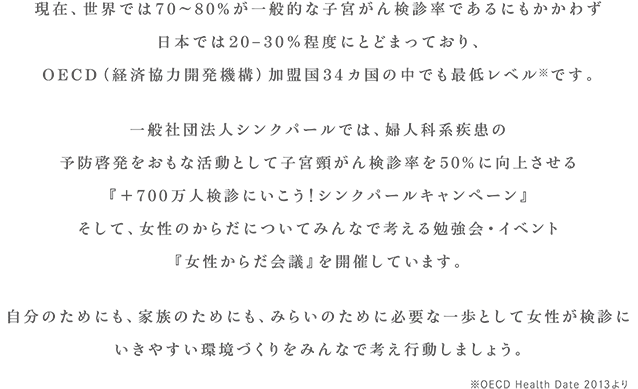 現在、世界では70〜80%が一般的な子宮がん検診率であるにもかかわず
日本では20–30%程度にとどまっており、
OECD（経済協力開発機構）加盟国34ヵ国の中でも最低レベル※です。
一般社団法人シンクパールでは、婦人科系疾患の
予防啓発をおもな活動として子宮頸がん検診率を50%に向上させる
『＋700万人検診にいこう！シンクパールキャンペーン』
そして、女性のからだについてみんなで考える勉強会・イベント
『女性からだ会議』を開催しています。
自分のためにも、家族のためにも、みらいのために必要な一歩として女性が検診に
いきやすい環境づくりをみんなで考え行動しましょう。
※OECD Health Date 2013より